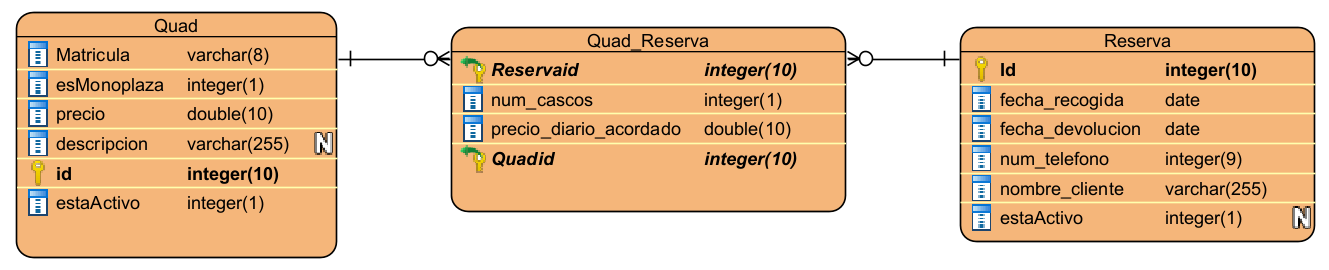 Quad
Matricula varchar(8)
esMonoplaza integer(1)
precio double(10)
descripcion varchar(255) N
id integer(10)
estaActivo integer(1)
Quad_Reserva
Reservaid integer(10)
num_cascos integer(1)
precio_diario_acordado double(10)
Quadid integer(10)
Reserva
Id integer(10)
fecha_recogida date
fecha_devolucion date
num_telefono integer(9)
nombre_cliente varchar(255)
estaActivo integer(1) N